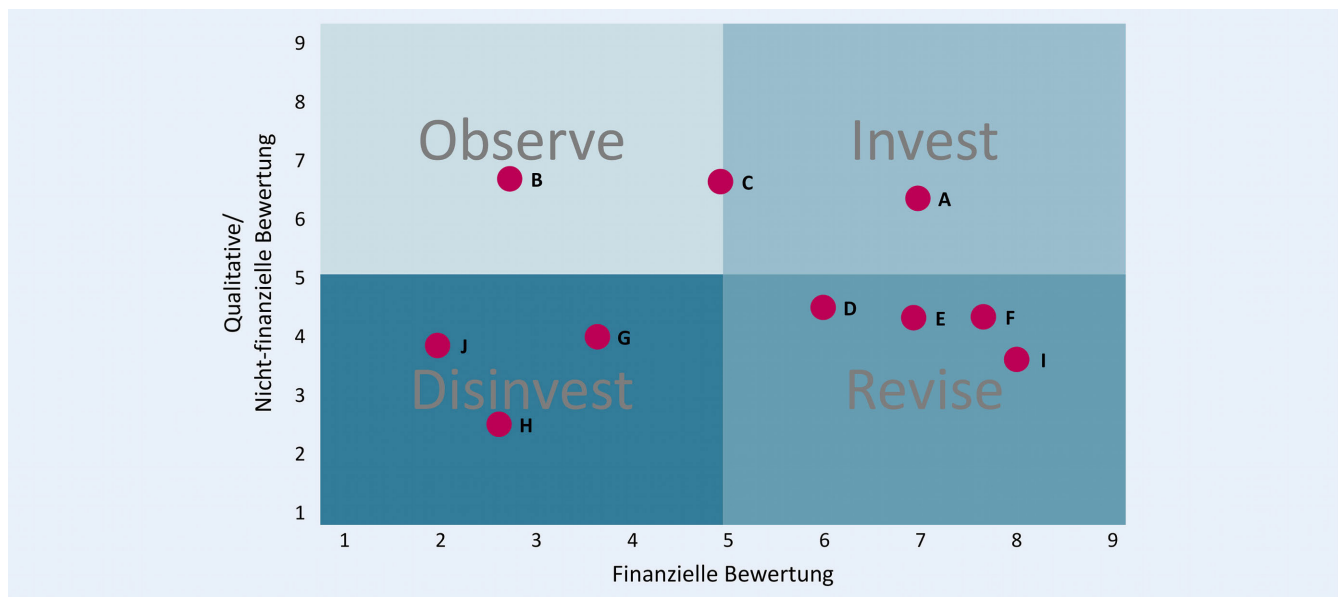 9
8
Observe
Invest
7
B
C
A
6
5
D
E
F
4
J
G
I
Disinvest
Revise
3
H
2
1
Qualitative/
Nicht-finanzielle Bewertung
1 2 3 4 5 6 7 8 9
Finanzielle Bewertung